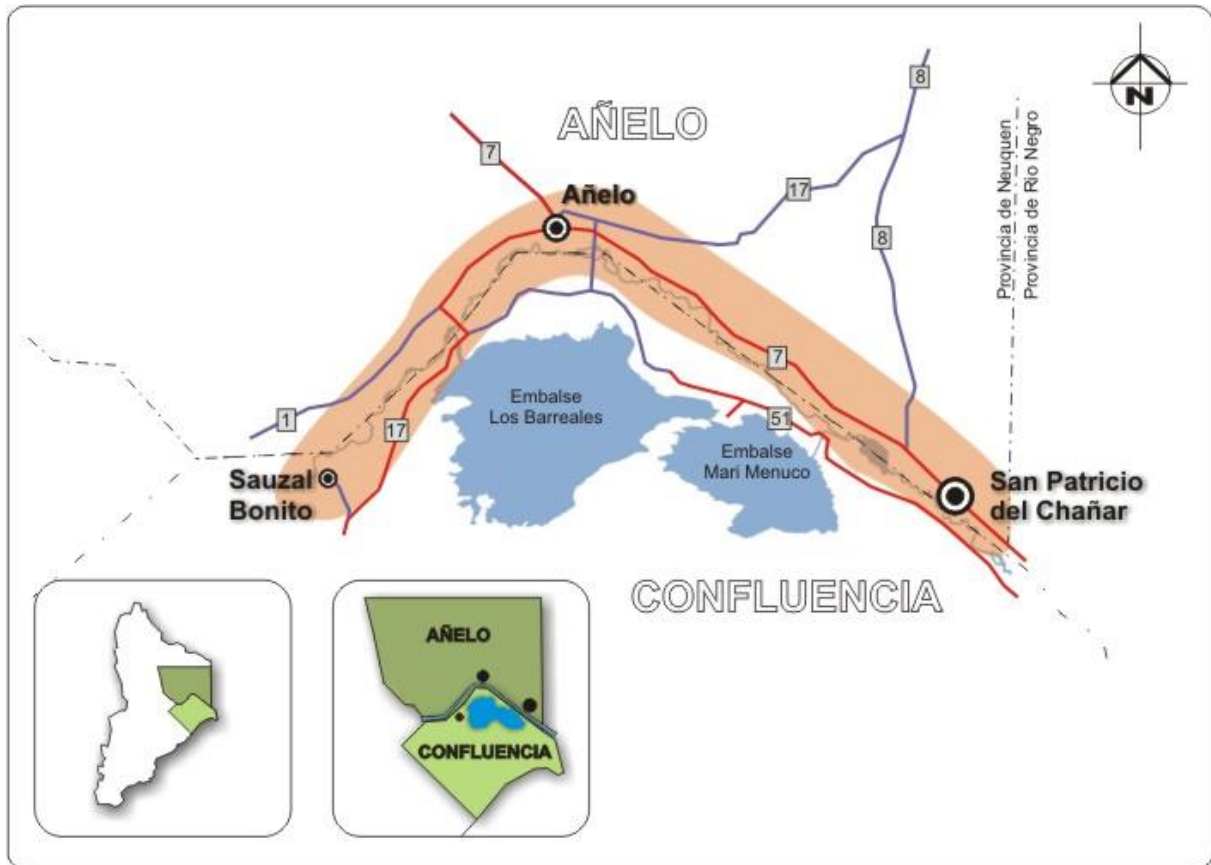 8
AÑELO
N
7
Añelo
17
8
Provincia de Neuquen
Provincia de Rio Negro
7
Embalse
Los Barreales
1
17
51
Embalse
Mari Menuco
Sauzal
Bonito
San Patricio
del Chañar
CONFLUENCIA
AÑELO
CONFLUENCIA